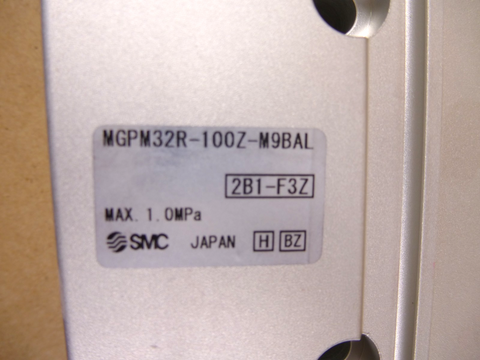 MGPM32R-100Z-M9BAL
2B1-F3Z
MAX. 1.0MPa
SMC JAPAN H BZ